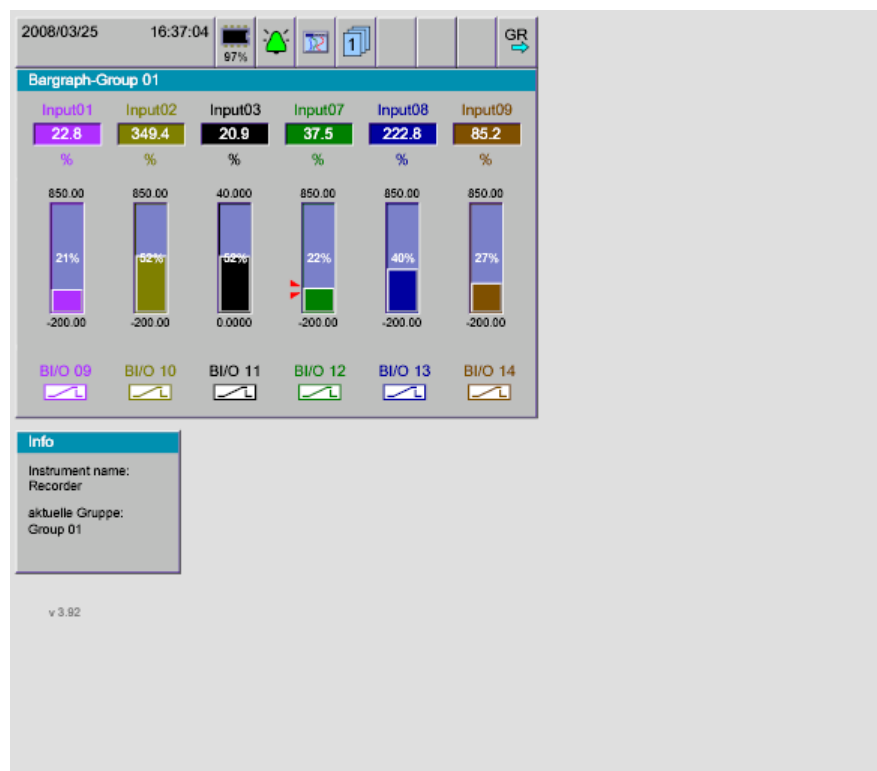 2008/03/25 16:37:04 97% 1 GR
Bargraph-Group 01
Input01 Input02 Input03 Input07 Input08 Input09
22.8 349.4 20.9 37.5 222.8 85.2
% % % % % %
850.00 850.00 40.000 850.00 850.00 850.00
21% 52% 52% 22% 40% 27%
-200.00 -200.00 0.0000 -200.00 -200.00 -200.00
BI/O 09 BI/O 10 BI/O 11 BI/O 12 BI/O 13 BI/O 14
Info
Instrument name:
Recorder
aktuelle Gruppe:
Group 01
v 3.92